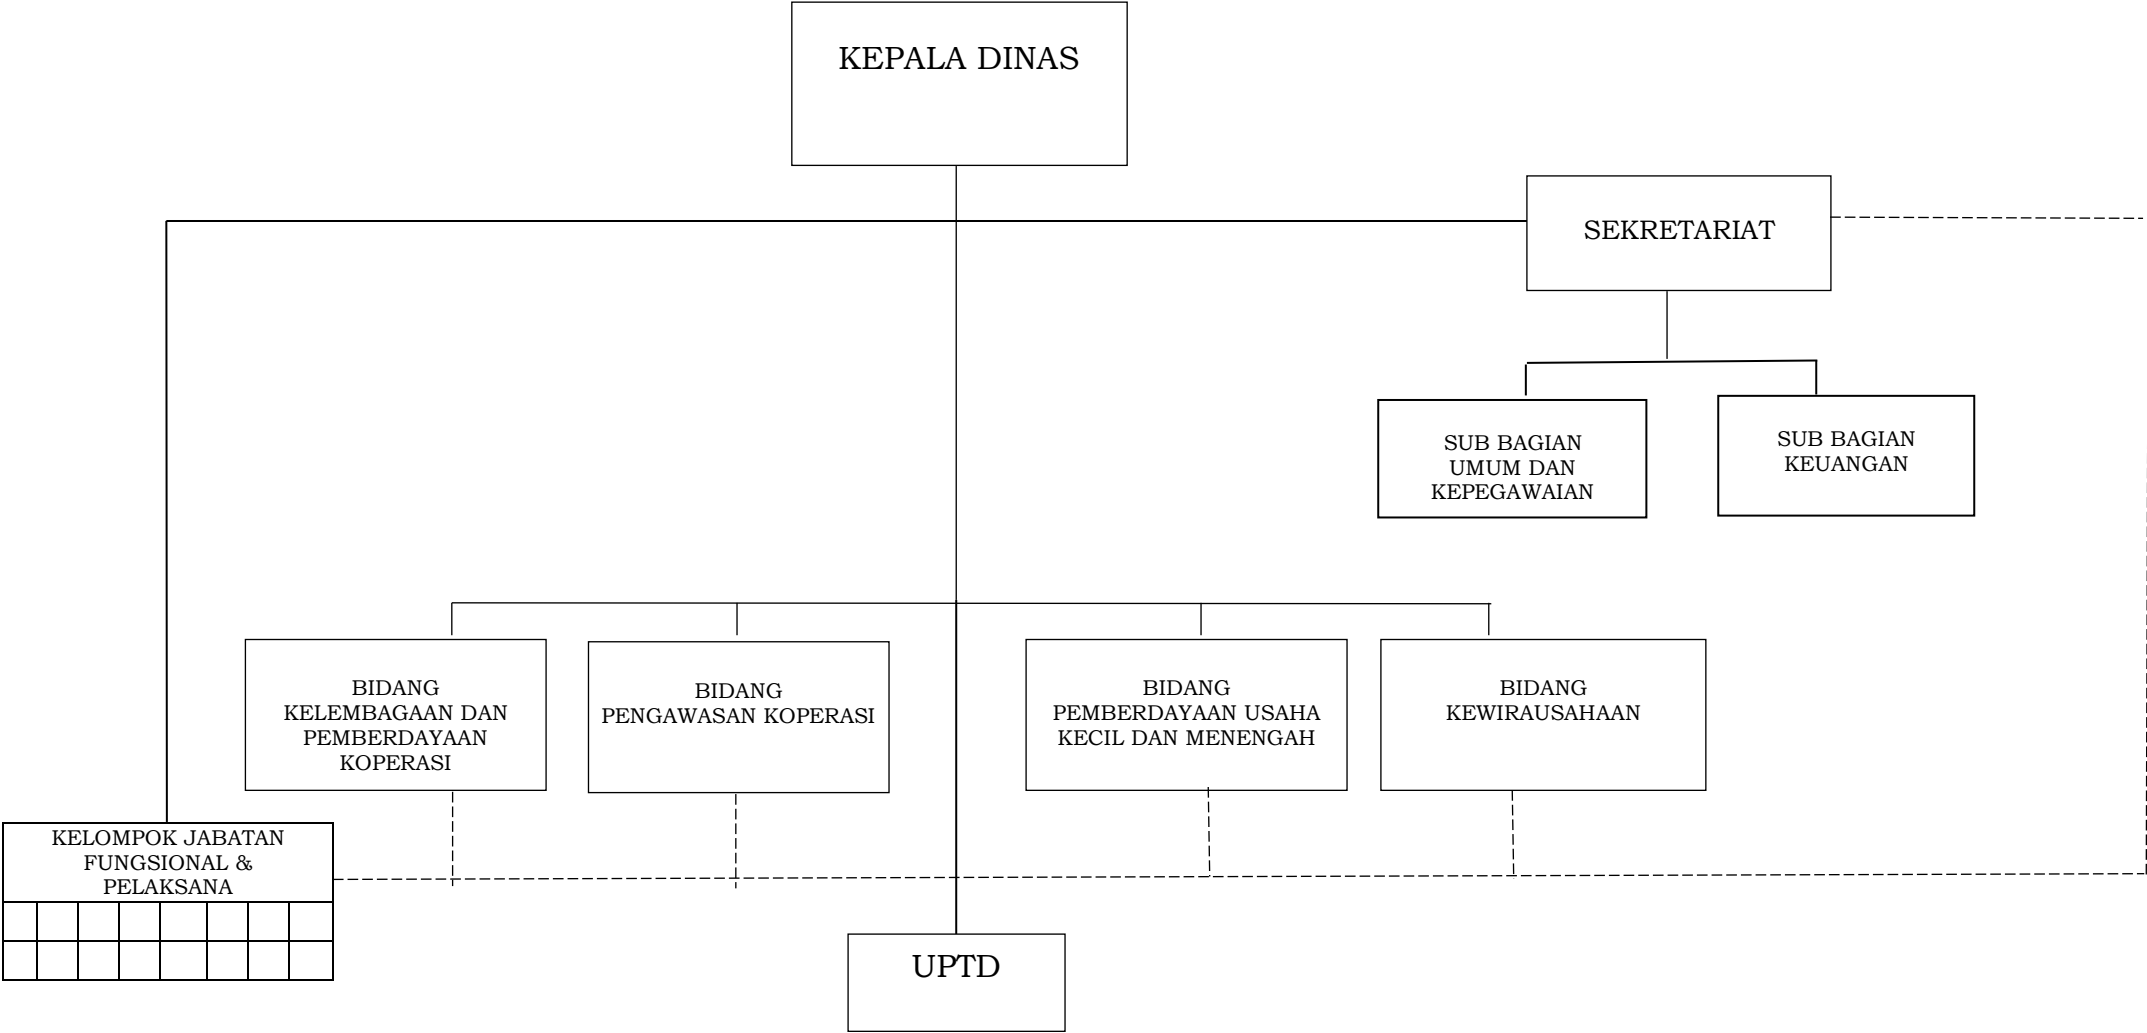 KEPALA DINAS
SEKRETARIAT
SUB BAGIAN
UMUM DAN
KEPEGAWAIAN
SUB BAGIAN
KEUANGAN
BIDANG
KELEMBAGAAN DAN
PEMBERDAYAAN
KOPERASI
BIDANG
PENGAWASAN KOPERASI
BIDANG
PEMBERDAYAAN USAHA
KECIL DAN MENENGAH
BIDANG
KEWIRAUSAHAAN
KELOMPOK JABATAN
FUNGSIONAL &
PELAKSANA
UPTD